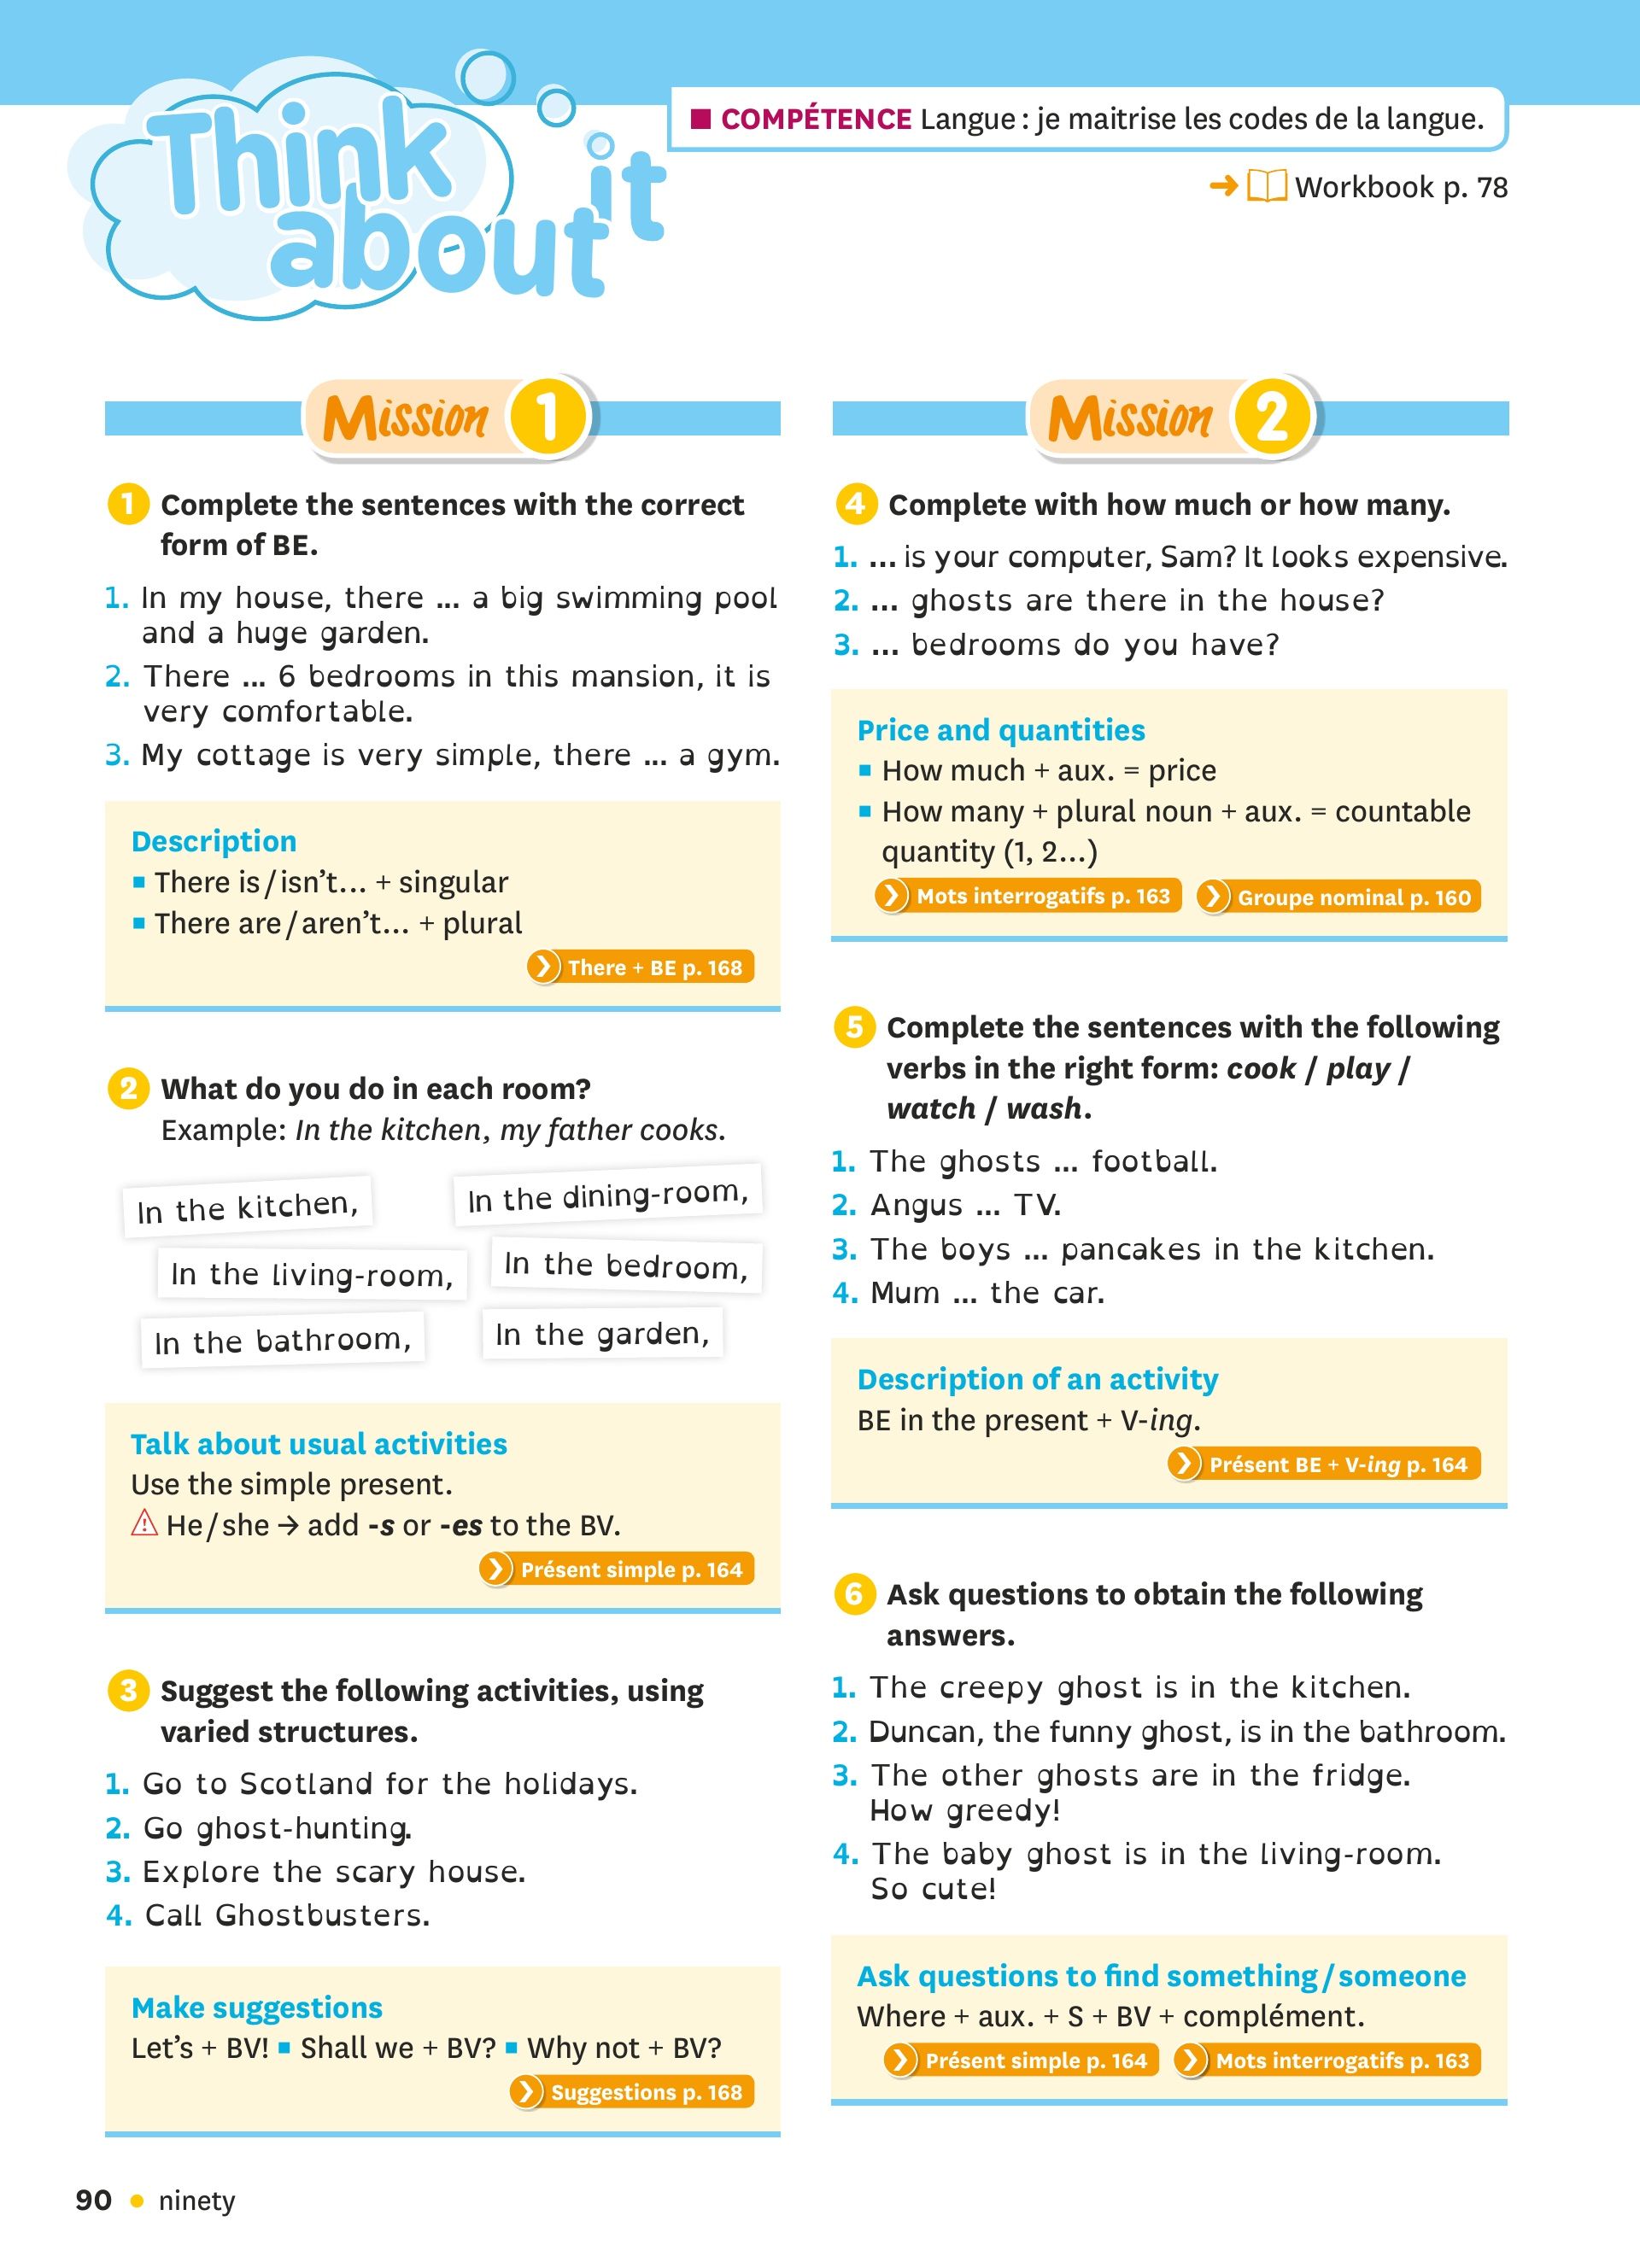 Think
about it
■ COMPÉTENCE Langue : je maitrise les codes de la langue.
➜ Workbook p. 78
Mission 1
1 Complete the sentences with the correct
form of BE.
1. In my house, there ... a big swimming pool
and a huge garden.
2. There ... 6 bedrooms in this mansion, it is
very comfortable.
3. My cottage is very simple, there ... a gym.
Description
▪ There is / isn't... + singular
▪ There are / aren't... + plural
There + BE p. 168
2 What do you do in each room?
Example: In the kitchen, my father cooks.
In the kitchen,
In the dining-room,
In the living-room,
In the bedroom,
In the bathroom,
In the garden,
Talk about usual activities
Use the simple present.
⚠ He / she → add -s or -es to the BV.
Présent simple p. 164
3 Suggest the following activities, using
varied structures.
1. Go to Scotland for the holidays.
2. Go ghost-hunting.
3. Explore the scary house.
4. Call Ghostbusters.
Make suggestions
Let's + BV! ▪ Shall we + BV? ▪ Why not + BV?
Suggestions p. 168
Mission 2
4 Complete with how much or how many.
1. ... is your computer, Sam? It looks expensive.
2. ... ghosts are there in the house?
3. ... bedrooms do you have?
Price and quantities
▪ How much + aux. = price
▪ How many + plural noun + aux. = countable
quantity (1, 2...)
Mots interrogatifs p. 163 Groupe nominal p. 160
5 Complete the sentences with the following
verbs in the right form: cook / play /
watch / wash.
1. The ghosts ... football.
2. Angus ... TV.
3. The boys ... pancakes in the kitchen.
4. Mum ... the car.
Description of an activity
BE in the present + V-ing.
Présent BE + V-ing p. 164
6 Ask questions to obtain the following
answers.
1. The creepy ghost is in the kitchen.
2. Duncan, the funny ghost, is in the bathroom.
3. The other ghosts are in the fridge.
How greedy!
4. The baby ghost is in the living-room.
So cute!
Ask questions to find something / someone
Where + aux. + S + BV + complément.
Présent simple p. 164 Mots interrogatifs p. 163
90 • ninety